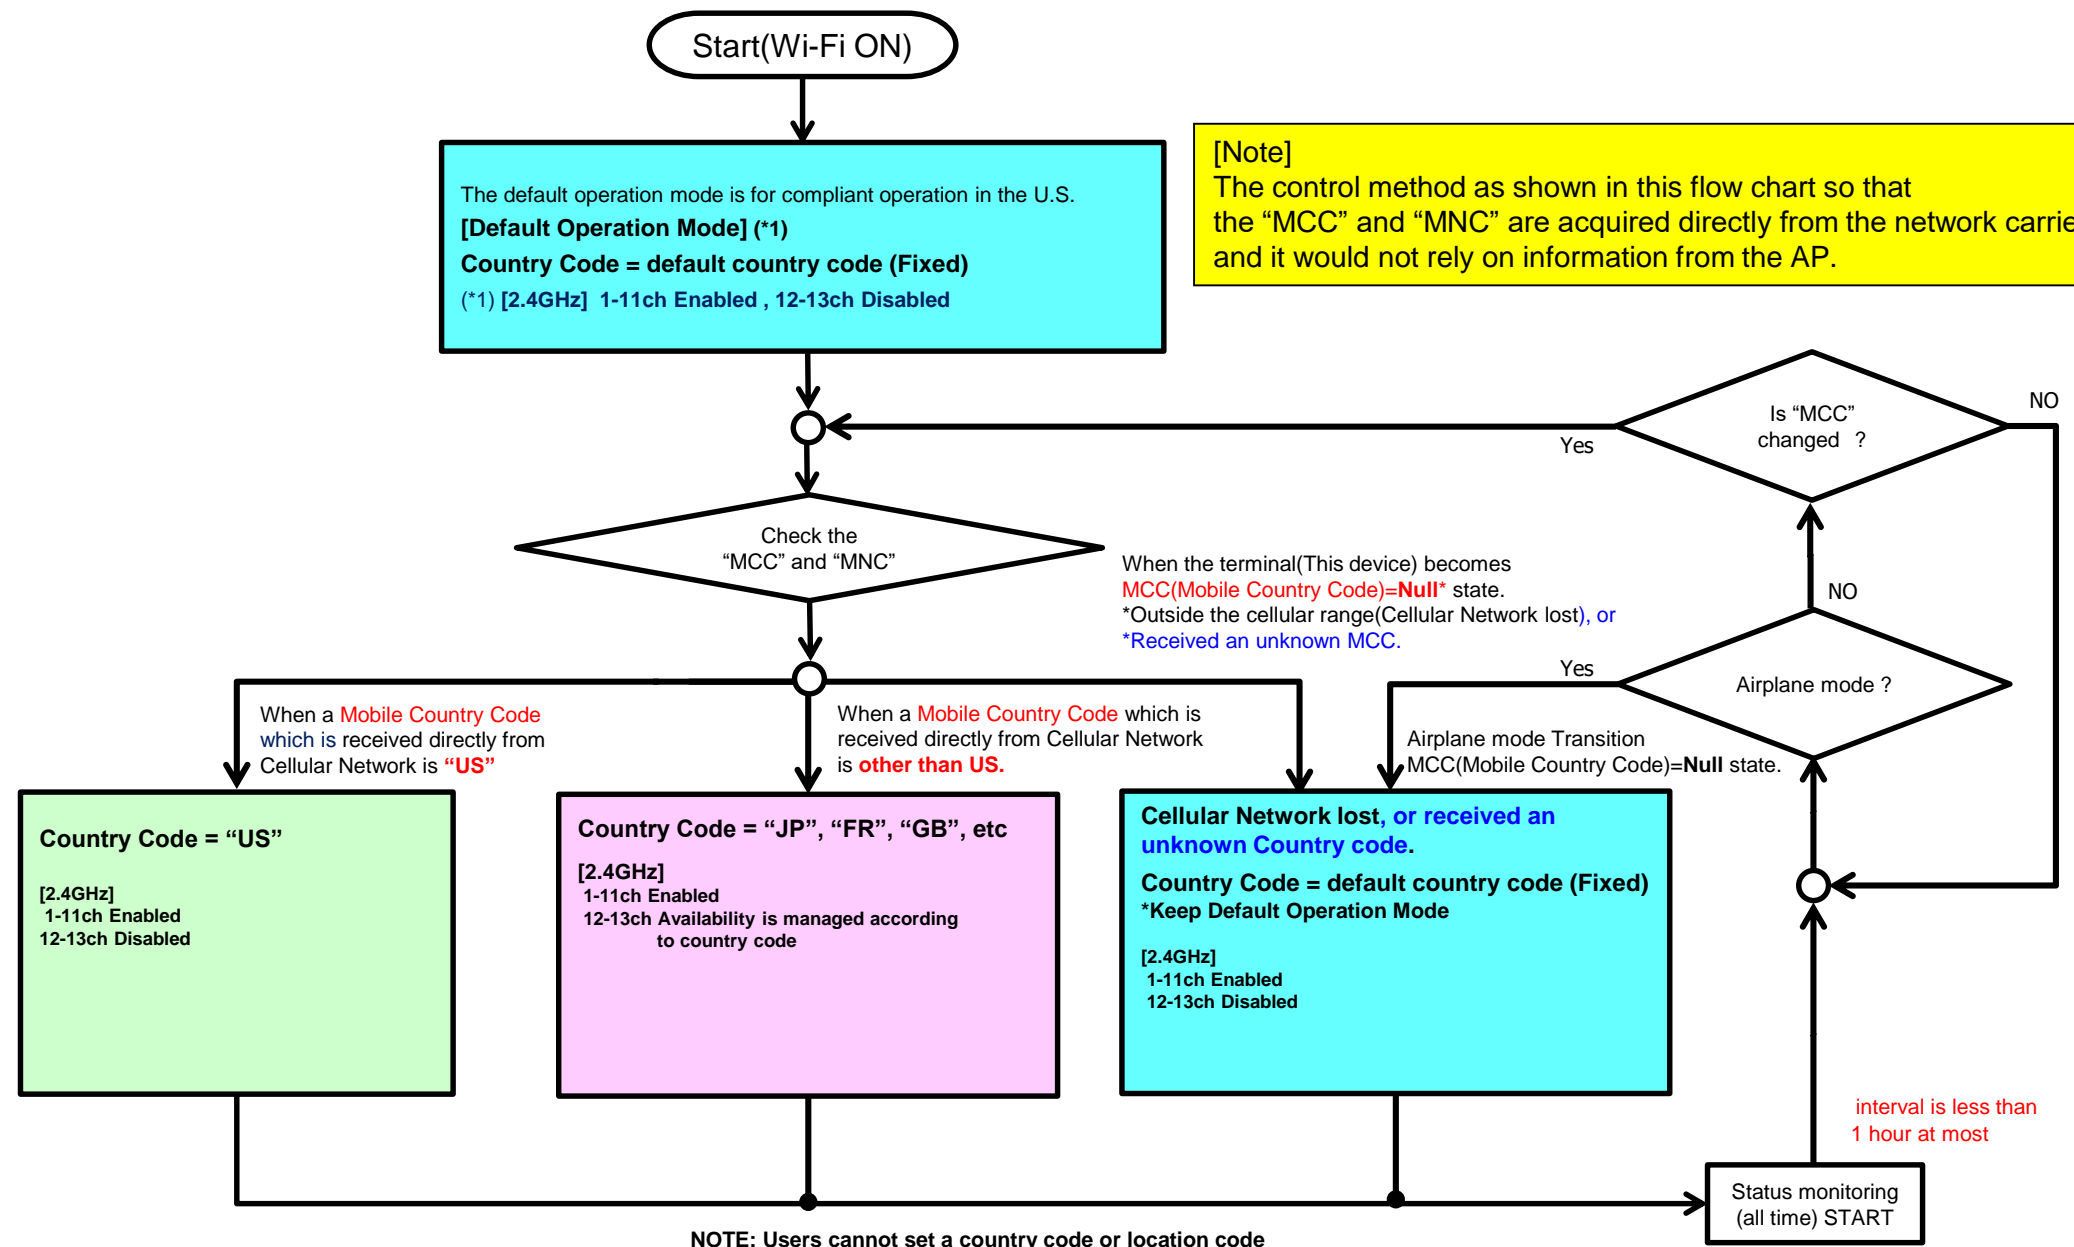 Start(Wi-Fi ON)
The default operation mode is for compliant operation in the U.S.
[Default Operation Mode] (*1)
Country Code = default country code (Fixed)
(*1) [2.4GHz] 1-11ch Enabled , 12-13ch Disabled
[Note]
The control method as shown in this flow chart so that
the “MCC” and “MNC” are acquired directly from the network carrie
and it would not rely on information from the AP.
Is “MCC”
changed ?
NO
Yes
Check the
“MCC” and “MNC”
When the terminal(This device) becomes
MCC(Mobile Country Code)=Null* state.
*Outside the cellular range(Cellular Network lost), or
*Received an unknown MCC.
NO
Yes
Airplane mode ?
When a Mobile Country Code
which is received directly from
Cellular Network is “US”
When a Mobile Country Code which is
received directly from Cellular Network
is other than US.
Airplane mode Transition
MCC(Mobile Country Code)=Null state.
Country Code = “US”
[2.4GHz]
1-11ch Enabled
12-13ch Disabled
Country Code = “JP”, “FR”, “GB”, etc
[2.4GHz]
1-11ch Enabled
12-13ch Availability is managed according
to country code
Cellular Network lost, or received an
unknown Country code.
Country Code = default country code (Fixed)
*Keep Default Operation Mode
[2.4GHz]
1-11ch Enabled
12-13ch Disabled
interval is less than
1 hour at most
Status monitoring
(all time) START
NOTE: Users cannot set a country code or location code